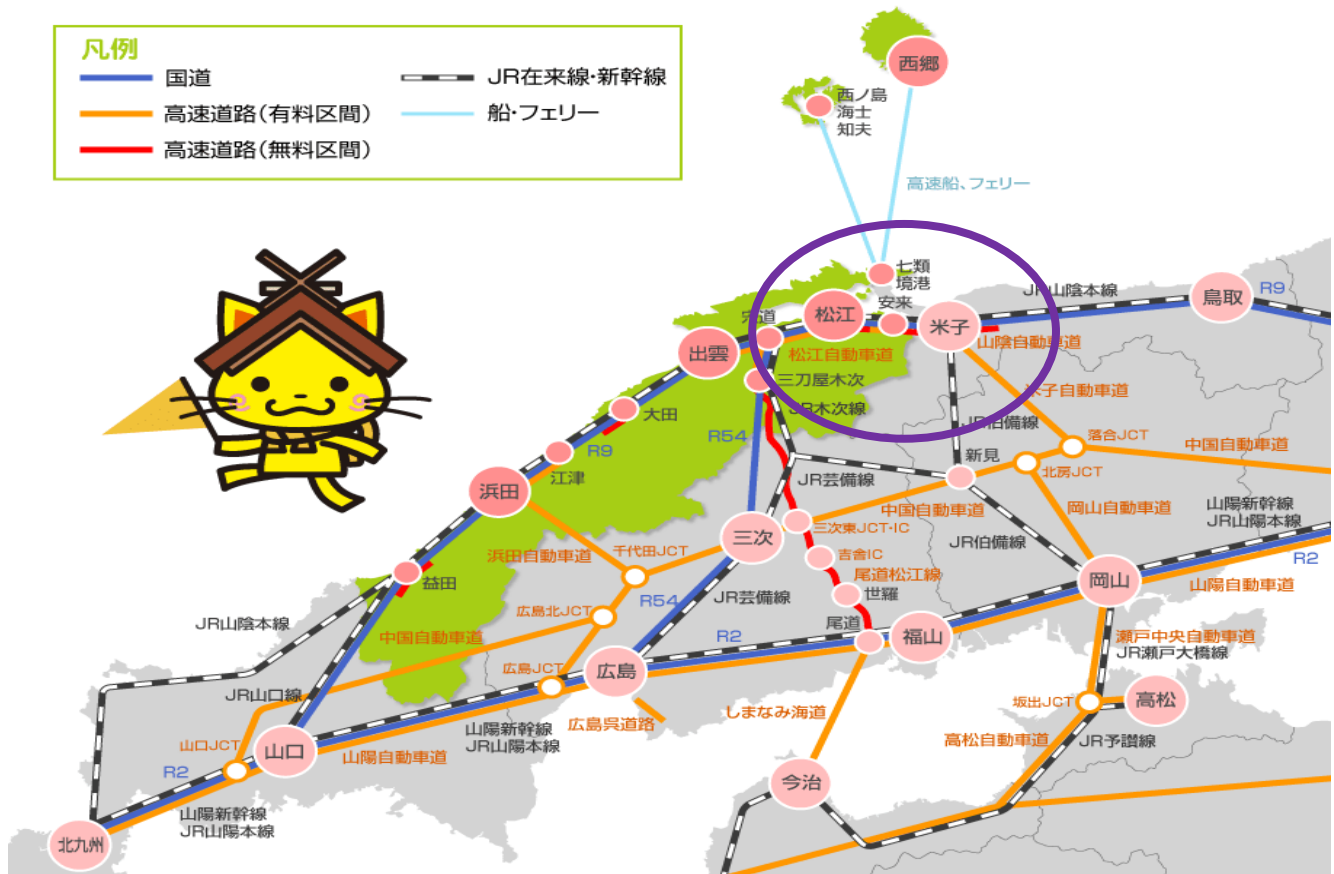 凡例
国道
高速道路(有料区間)
高速道路(無料区間)
JR在来線・新幹線
船・フェリー
西郷
西ノ島
海士
知夫
高速船、フェリー
七類
境港
安来
松江
米子
宍道
出雲
松江自動車道
山陰自動車道
JR山陰本線
鳥取
R9
三刀屋木次
JR木次線
米子自動車道
JR伯備線
大田
R54
R9
江津
浜田
落合JCT
中国自動車道
新見
北房JCT
JR芸備線
中国自動車道
岡山自動車道
山陽新幹線
JR山陽本線
三次
三次東JCT・IC
吉舎IC
JR伯備線
R2
浜田自動車道
千代田JCT
尾道松江線
世羅
岡山
山陽自動車道
益田
R54
JR芸備線
広島北JCT
JR山陰本線
中国自動車道
R2
尾道
福山
瀬戸中央自動車道
JR瀬戸大橋線
広島JCT
広島
JR山口線
しまなみ海道
坂出JCT
高松
広島呉道路
山陽新幹線
JR山陽本線
山口JCT
山口
山陽自動車道
高松自動車道
JR予讃線
R2
今治
山陽新幹線
JR山陽本線
北九州